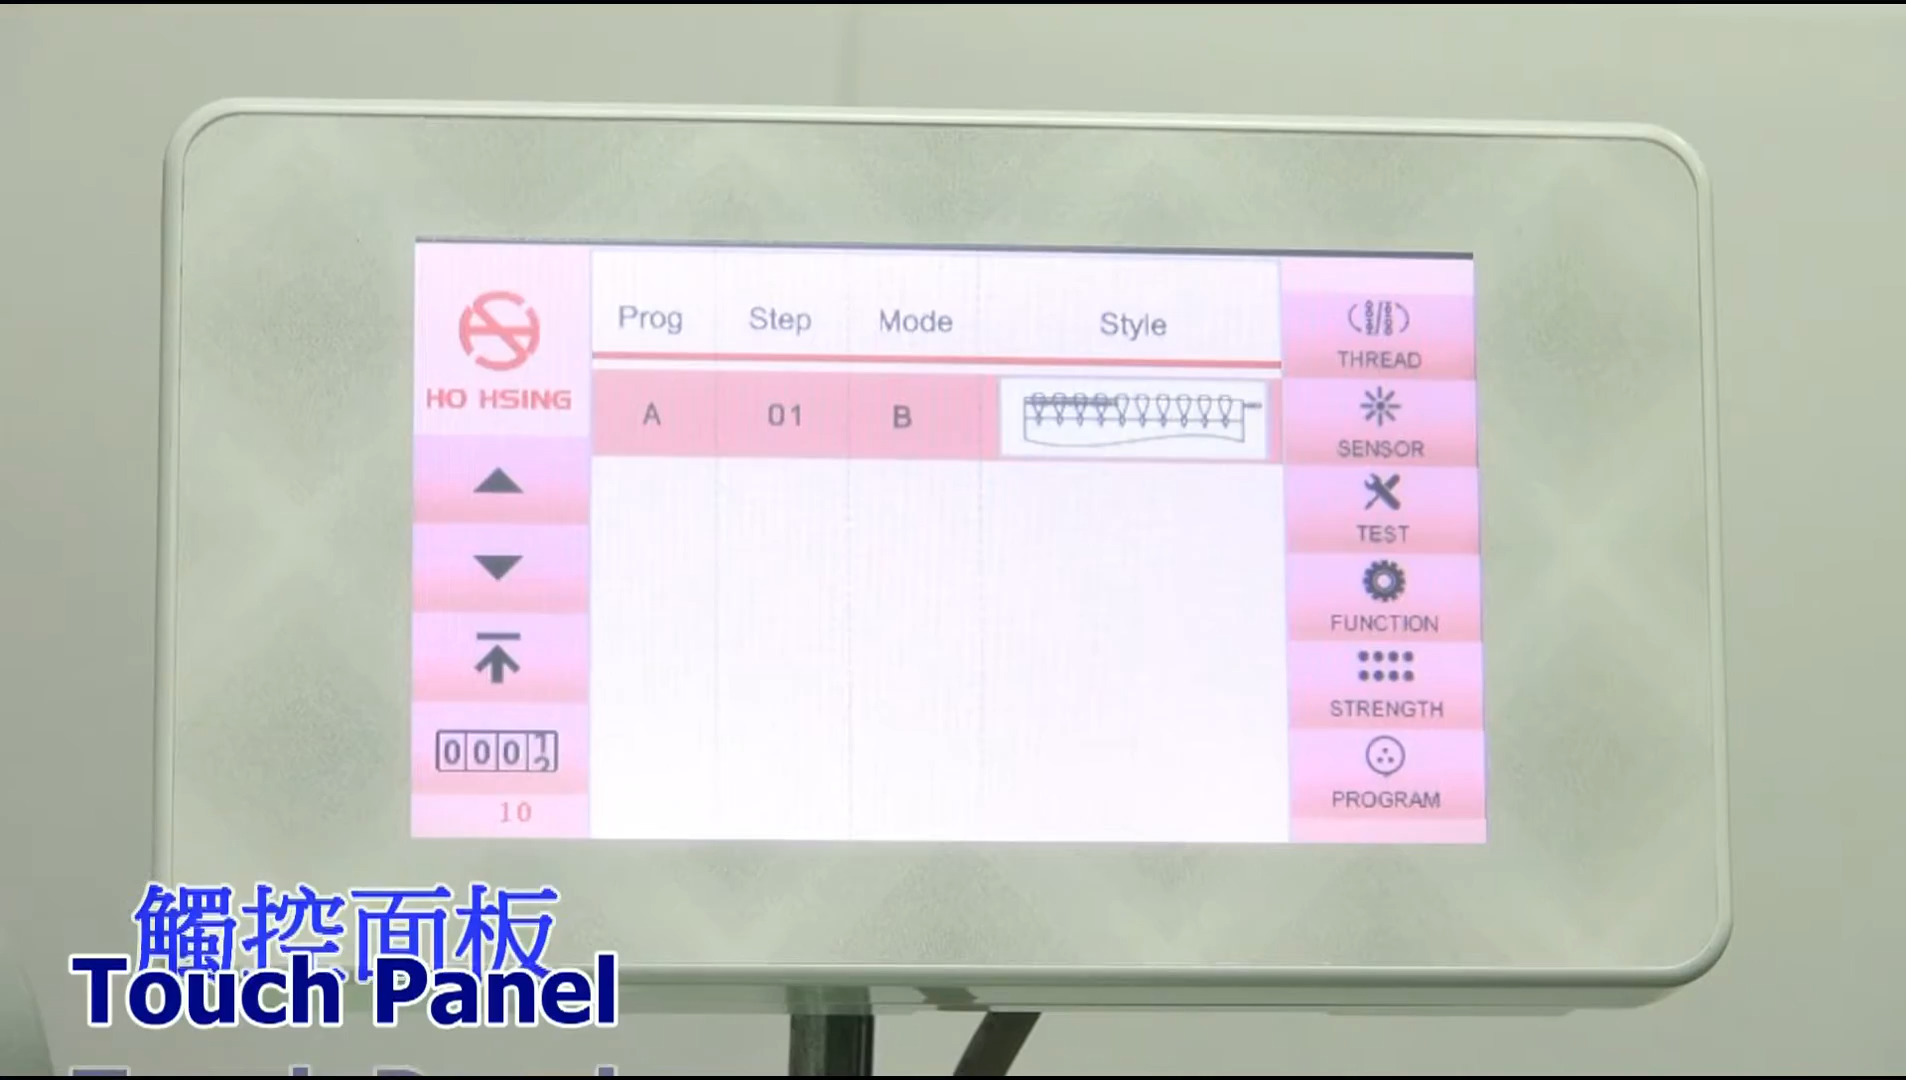 HO HSING
Prog Step Mode Style
A 01 B
THREAD
SENSOR
TEST
FUNCTION
STRENGTH
PROGRAM
0001
10
觸控面板
Touch Panel